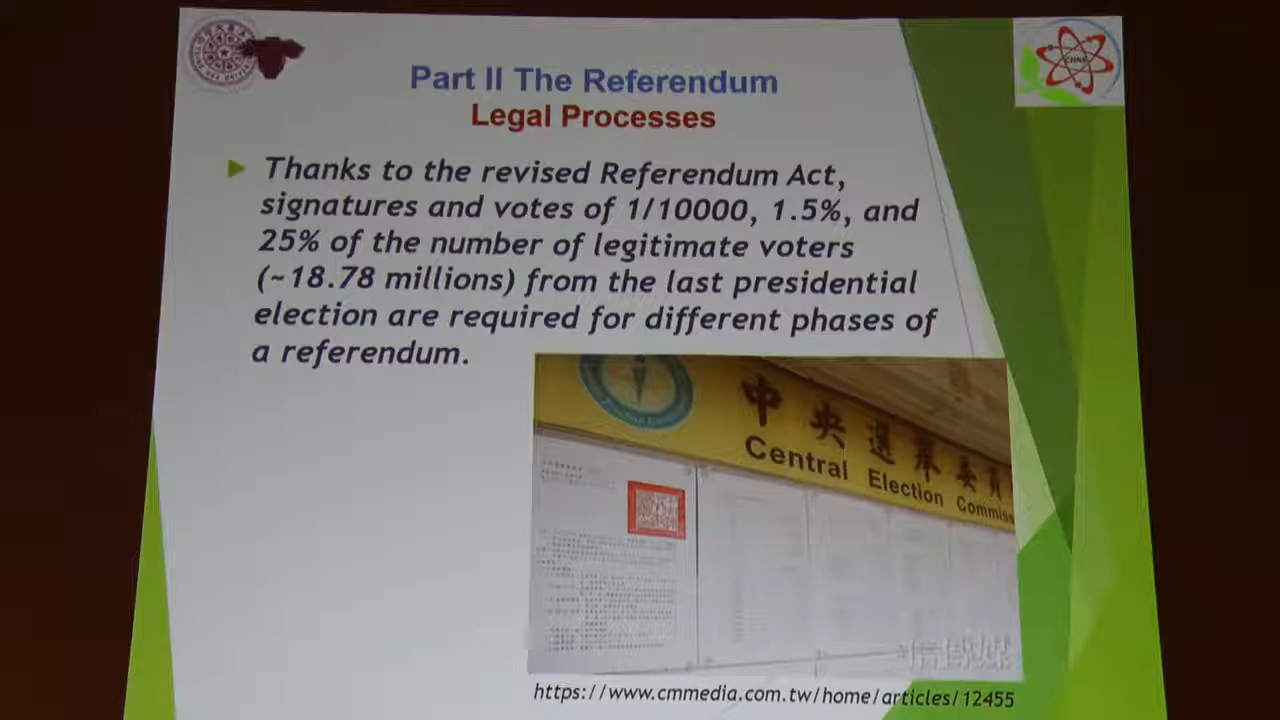 Part II The Referendum
Legal Processes
Thanks to the revised Referendum Act,
signatures and votes of 1/10000, 1.5%, and
25% of the number of legitimate voters
(~18.78 millions) from the last presidential
election are required for different phases of
a referendum.
中央選舉委員
Central Election Commiss
https://www.cmmedia.com.tw/home/articles/12455